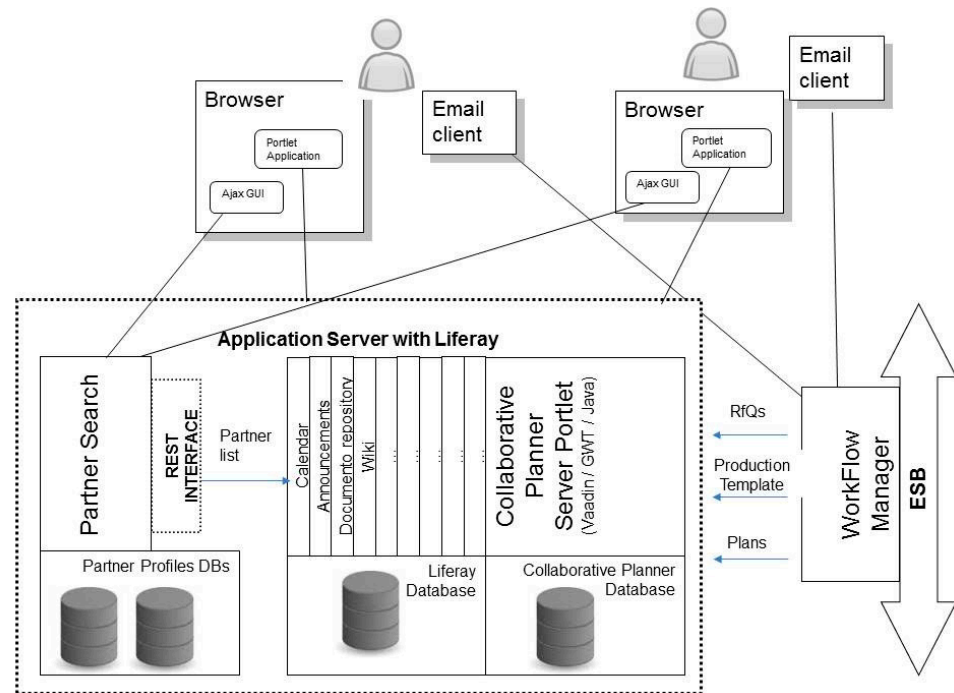 Browser
Portlet
Application
Ajax GUI
Email
client
Browser
Portlet
Application
Ajax GUI
Email
client
Application Server with Liferay
Partner Search
REST
INTERFACE
Partner
list
Calendar
Announcements
Documento repository
Wiki
...
...
...
...
...
Collaborative
Planner
Server Portlet
(Vaadin / GWT / Java)
RfQs
Production
Template
Plans
WorkFlow
Manager
ESB
Partner Profiles DBs
Liferay
Database
Collaborative Planner
Database